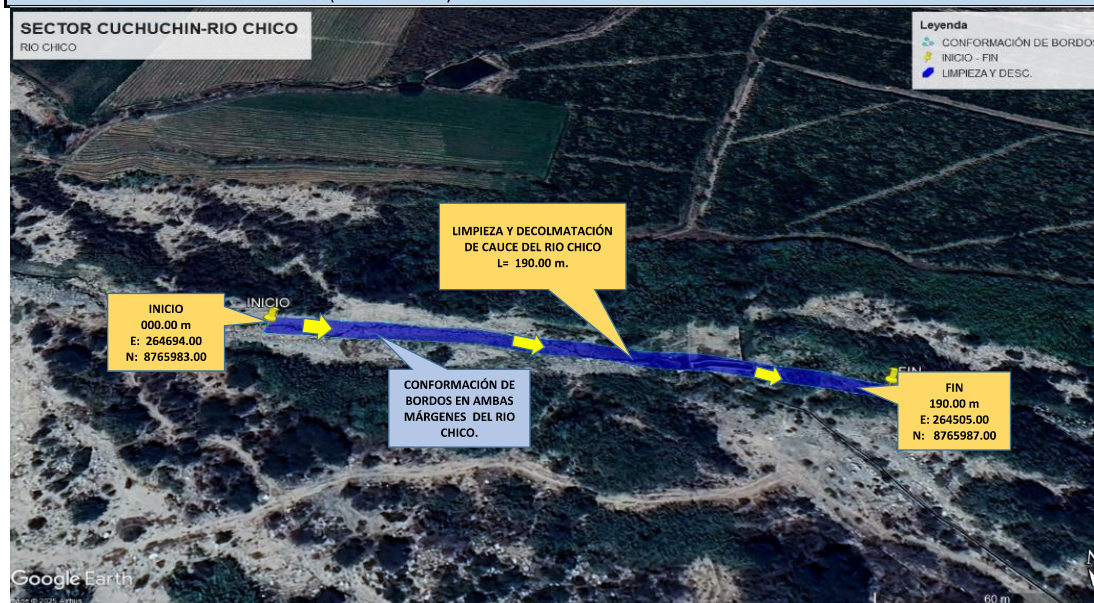 SECTOR CUCHUCHIN-RIO CHICO
RIO CHICO
Leyenda
CONFORMACIÓN DE BORDOS
INICIO - FIN
LIMPIEZA Y DESC.
LIMPIEZA Y DECOLMATACIÓN
DE CAUCE DEL RIO CHICO
L= 190.00 m.
INICIO
INICIO
000.00 m
E: 264694.00
N: 8765983.00
CONFORMACIÓN DE
BORDOS EN AMBAS
MÁRGENES DEL RIO
CHICO.
FIN
FIN
190.00 m
E: 264505.00
N: 8765987.00
Google Earth
© 2025 Airbus
60 m
N